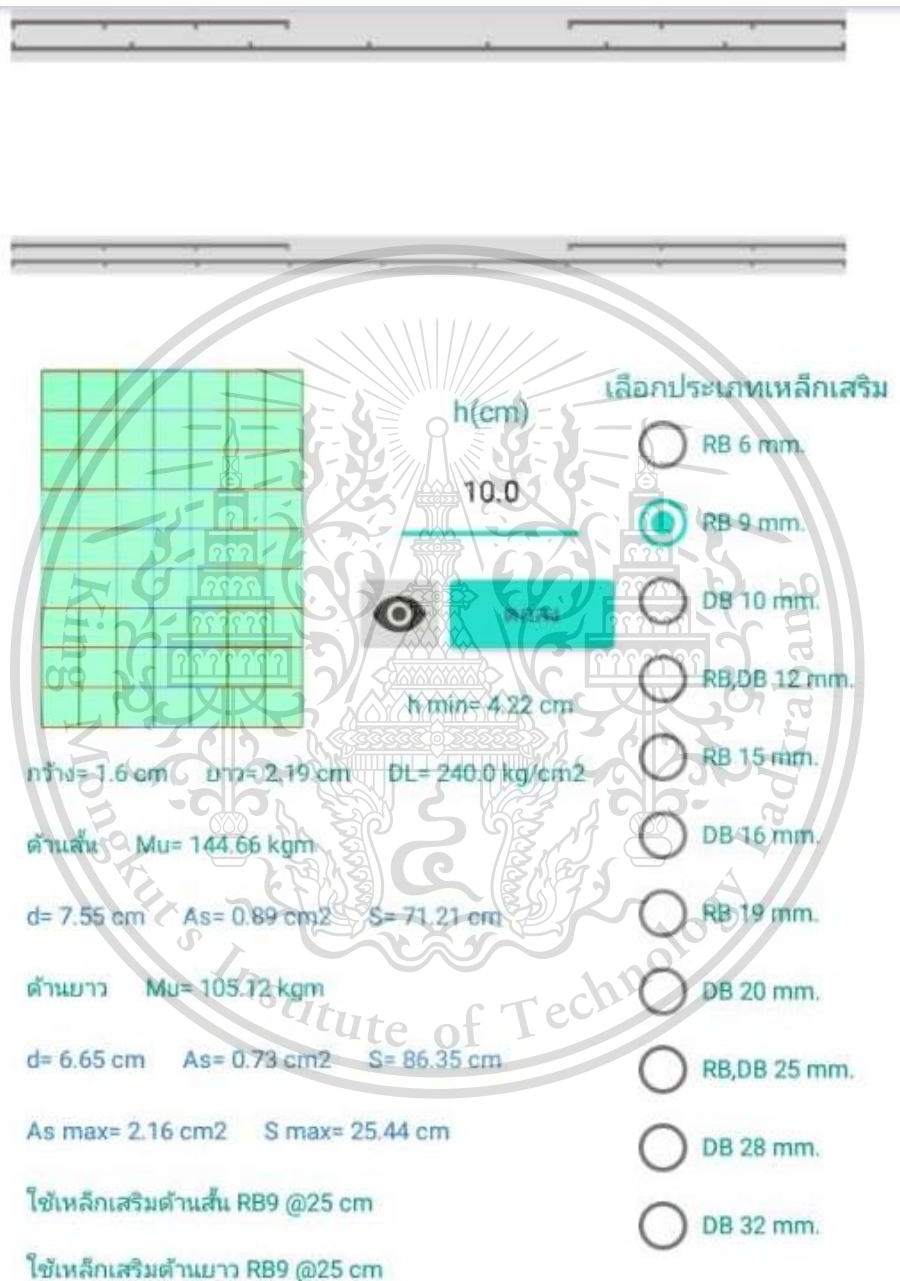 เลือกประเภทเหล็กเสริม
h(cm)
RB 6 mm.
10.0
RB 9 mm.
DB 10 mm.
RB,DB 12 mm.
h min= 4.22 cm
RB 15 mm.
กว้าง= 1.6 cm ยาว= 2.19 cm DL= 240.0 kg/cm2
DB 16 mm.
ด้านสั้น Mu= 144.66 kgm
d= 7.55 cm As= 0.89 cm2 S= 71.21 cm
RB 19 mm.
ด้านยาว Mu= 105.12 kgm
DB 20 mm.
d= 6.65 cm As= 0.73 cm2 S= 86.35 cm
RB,DB 25 mm.
As max= 2.16 cm2 S max= 25.44 cm
DB 28 mm.
ใช้เหล็กเสริมด้านสั้น RB9 @25 cm
DB 32 mm.
ใช้เหล็กเสริมด้านยาว RB9 @25 cm
King Mongkut's Institute of Technology Ladkrabang